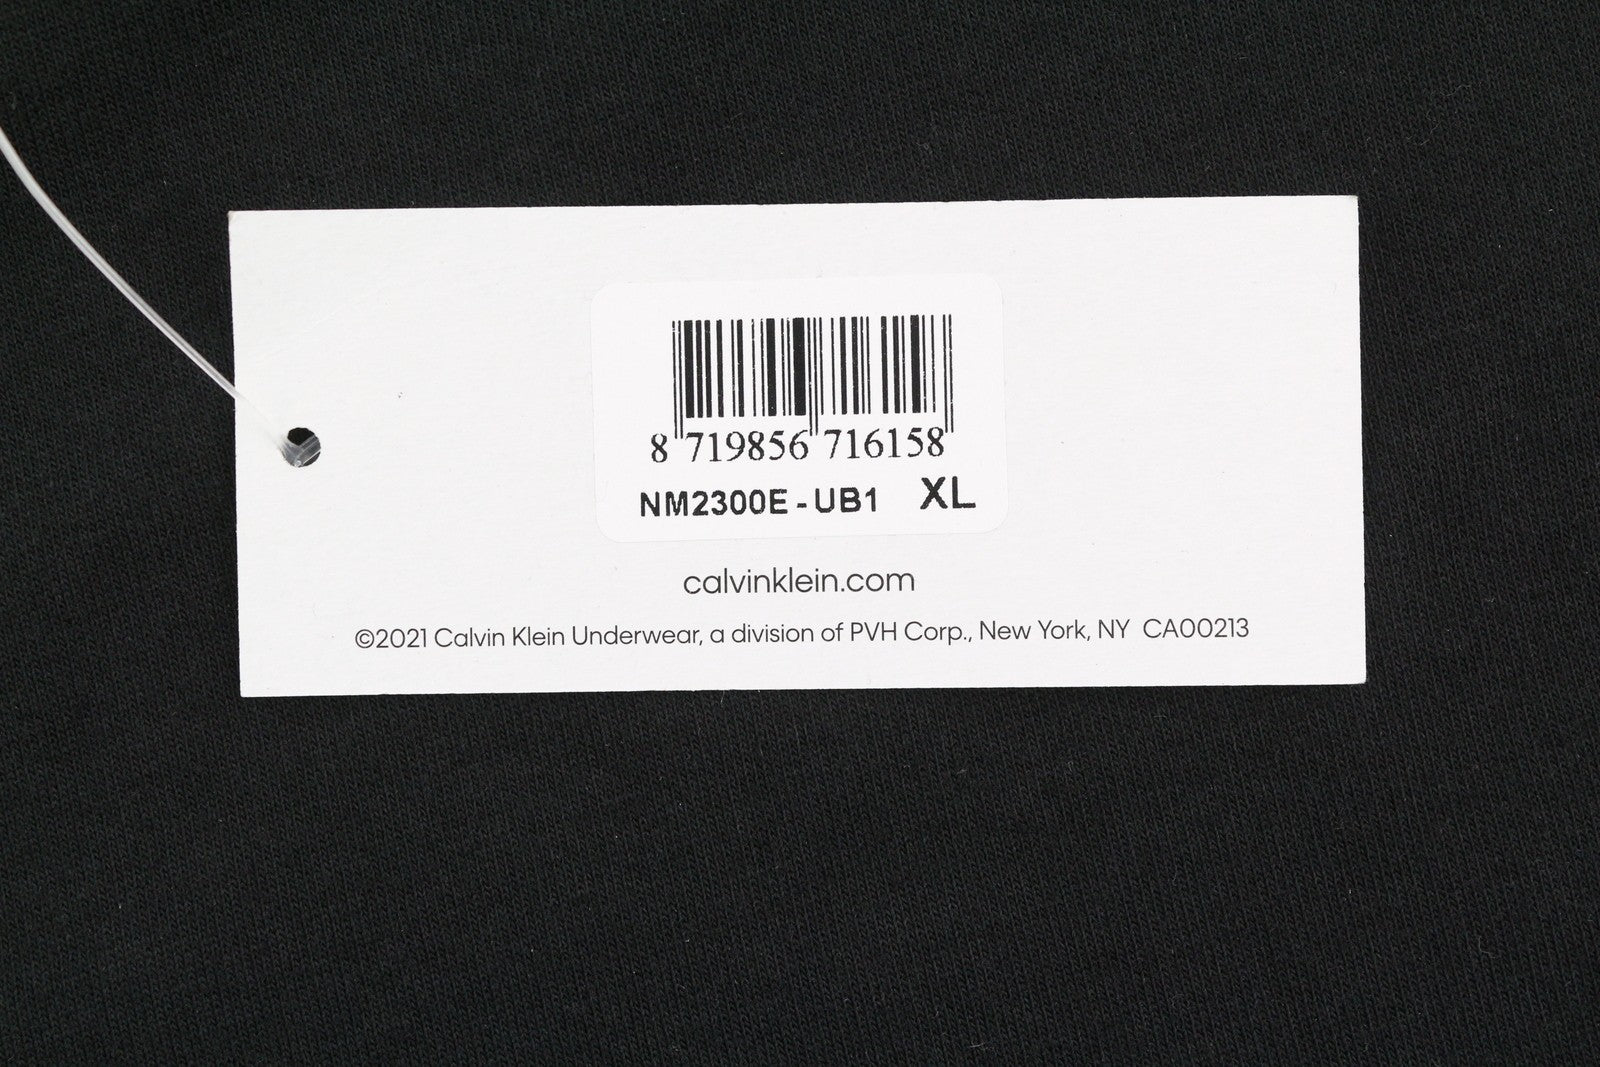 8 719856 716158
NM2300E-UB1 XL
calvinklein.com
©2021 Calvin Klein Underwear, a division of PVH Corp., New York, NY CA00213